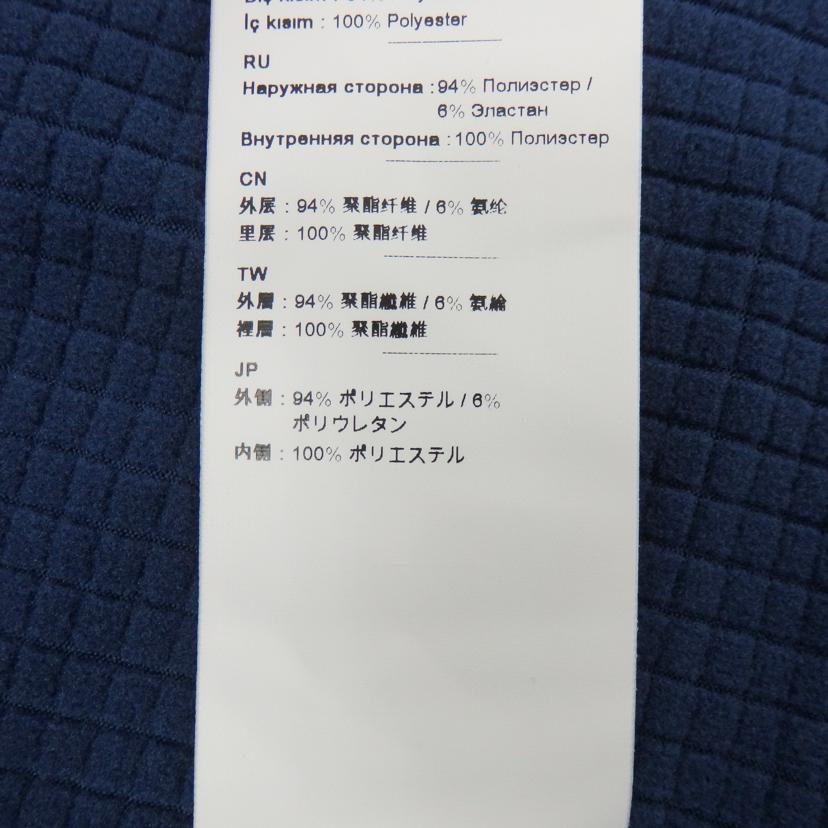 İç kısım : 100% Polyester
RU
Наружная сторона : 94% Полиэстер /
6% Эластан
Внутренняя сторона : 100% Полиэстер
CN
外层 : 94% 聚酯纤维 / 6% 氨纶
里层 : 100% 聚酯纤维
TW
外層 : 94% 聚酯纖維 / 6% 氨綸
裡層 : 100% 聚酯纖維
JP
外側 : 94% ポリエステル / 6%
ポリウレタン
内側 : 100% ポリエステル